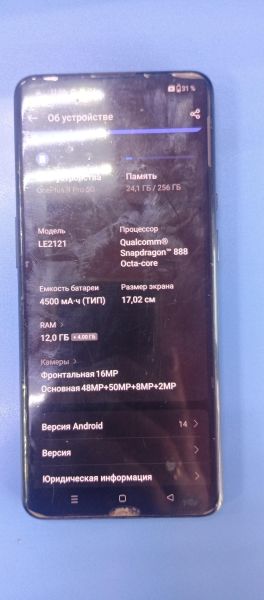 31 %
Об устройстве
устройства
OnePlus 9 Pro 5G
Память
24,1 ГБ / 256 ГБ
Модель
LE2121
Процессор
Qualcomm®
Snapdragon™ 888
Octa-core
Емкость батареи
4500 мА·ч (ТИП)
Размер экрана
17,02 см
RAM >
12,0 ГБ + 4,00 ГБ
Камеры >
Фронтальная 16MP
Основная 48MP+50MP+8MP+2MP
Версия Android 14 >
Версия >
Юридическая информация >